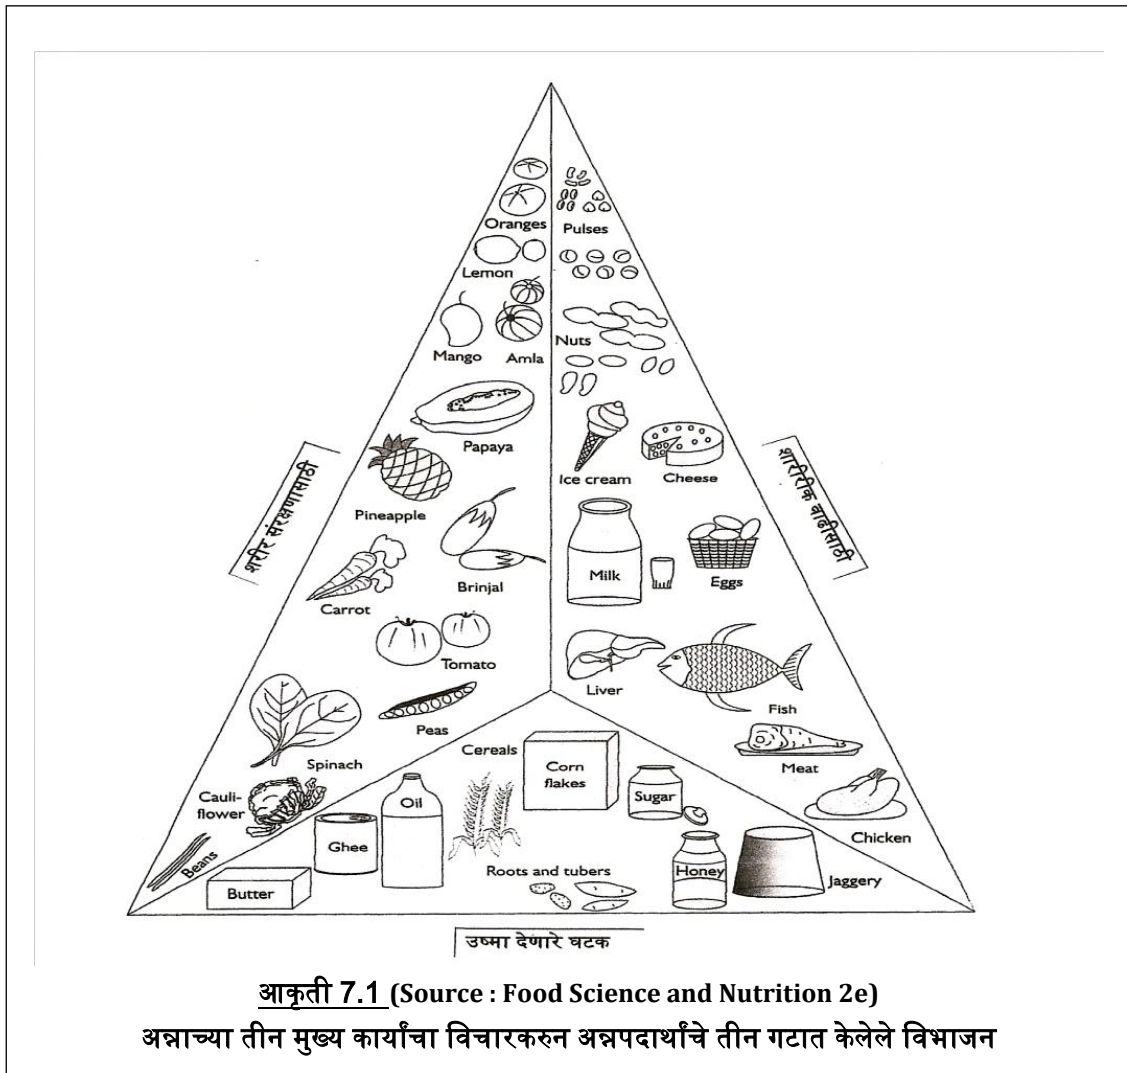 Oranges
Pulses
Lemon
Mango
Amla
Nuts
Papaya
Ice cream
Cheese
Pineapple
Brinjal
Milk
Eggs
शरीर संरक्षणासाठी
शारीरीक वाढीसाठी
Carrot
Tomato
Liver
Fish
Peas
Spinach
Meat
Cauli-
flower
Beans
Chicken
Cereals
Corn
flakes
Oil
Sugar
Ghee
Butter
Roots and tubers
Honey
Jaggery
उष्मा देणारे घटक
आकृती 7.1 (Source : Food Science and Nutrition 2e)
अन्नाच्या तीन मुख्य कार्यांचा विचारकरुन अन्नपदार्थांचे तीन गटात केलेले विभाजन